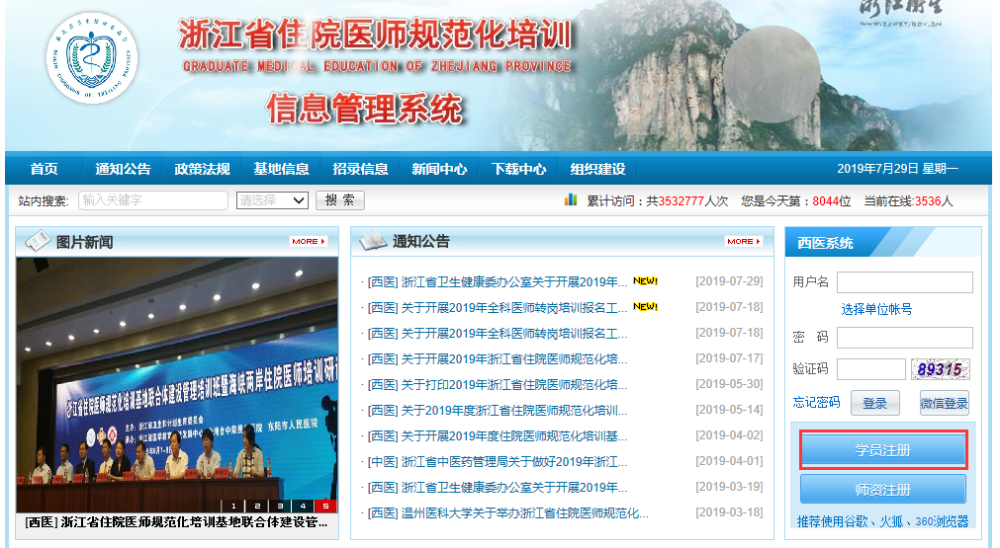 浙江卫生
WWW.ZJWST.GOV.CN
浙江省住院医师规范化培训
GRADUATE MEDICAL EDUCATION OF ZHEJIANG PROVINCE
信息管理系统
首页 通知公告 政策法规 基地信息 招录信息 新闻中心 下载中心 组织建设 2019年7月29日 星期一
站内搜索: 输入关键字 请选择 搜 索 累计访问：共3532777人次 您是今天第：8044位 当前在线:3536人
图片新闻 MORE
浙江省住院医师规范化培训基地联合体建设管理培训班暨海峡两岸住院医师培训研讨
1 2 3 4 5
[西医] 浙江省住院医师规范化培训基地联合体建设管...
通知公告 MORE
· [西医] 浙江省卫生健康委办公室关于开展2019年... NEW! [2019-07-29]
· [西医] 关于开展2019年全科医师转岗培训报名工... NEW! [2019-07-18]
· [西医] 关于开展2019年全科医师转岗培训报名工... [2019-07-18]
· [西医] 关于开展2019年浙江省住院医师规范化培... [2019-07-17]
· [西医] 关于打印2019年浙江省住院医师规范化培... [2019-05-30]
· [西医] 关于2019年度浙江省住院医师规范化培训... [2019-05-14]
· [西医] 关于开展2019年度住院医师规范化培训基... [2019-04-02]
· [中医] 浙江省中医药管理局关于做好2019年浙江... [2019-04-01]
· [西医] 浙江省卫生健康委办公室关于开展2019年... [2019-03-19]
· [西医] 温州医科大学关于举办浙江省住院医师规范化... [2019-03-18]
西医系统
用户名
选择单位帐号
密 码
验证码 89315
忘记密码 登录 微信登录
学员注册
师资注册
推荐使用谷歌、火狐、360浏览器